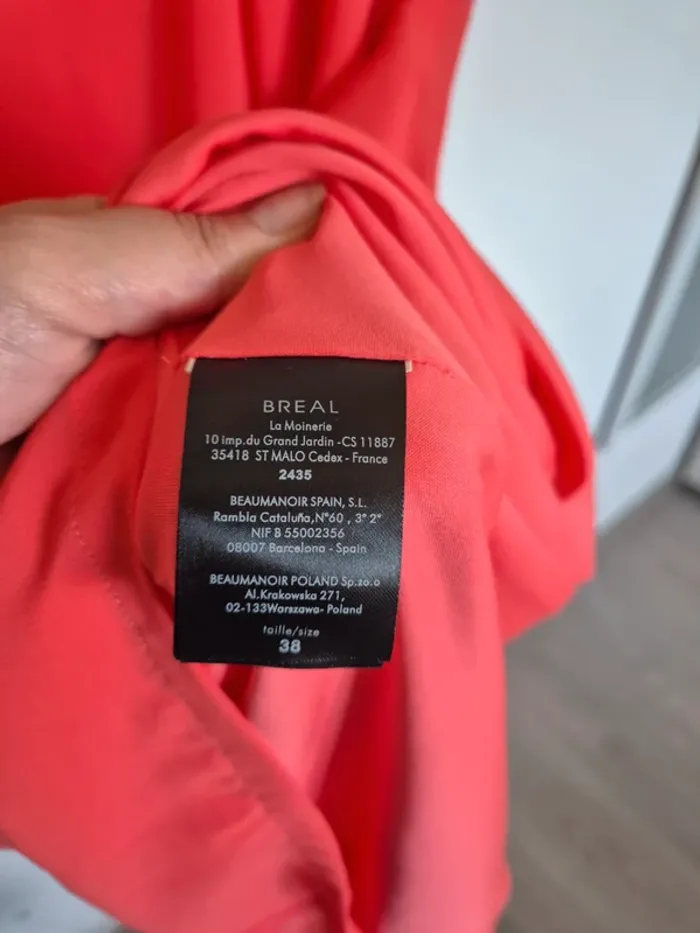 BREAL
La Moinerie
10 imp.du Grand Jardin -CS 11887
35418 ST MALO Cedex - France
2435
BEAUMANOIR SPAIN, S.L.
Rambla Cataluña,N°60 , 3° 2°
NIF B 55002356
08007 Barcelona - Spain
BEAUMANOIR POLAND Sp.zo.o
Al.Krakowska 271,
02-133Warszawa- Poland
taille/size
38